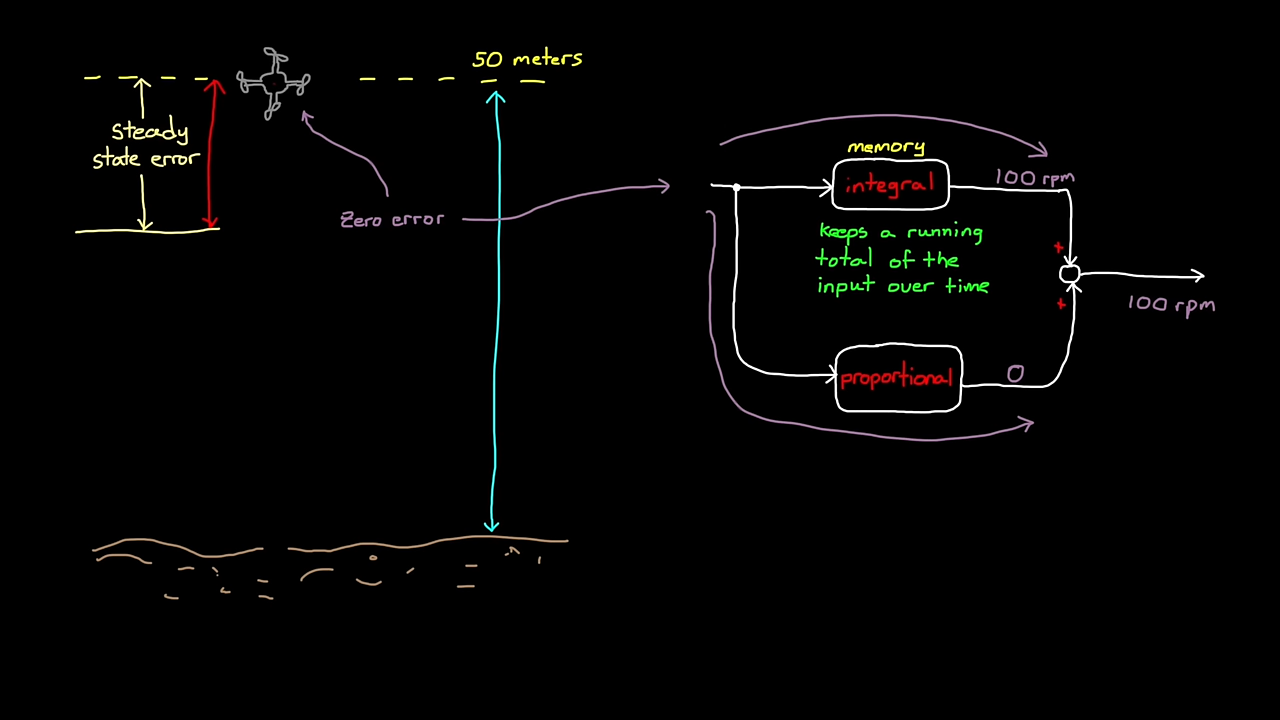 50 meters
steady
state error
Zero error
memory
integral
100 rpm
keeps a running
total of the
input over time
+
+
100 rpm
proportional
0